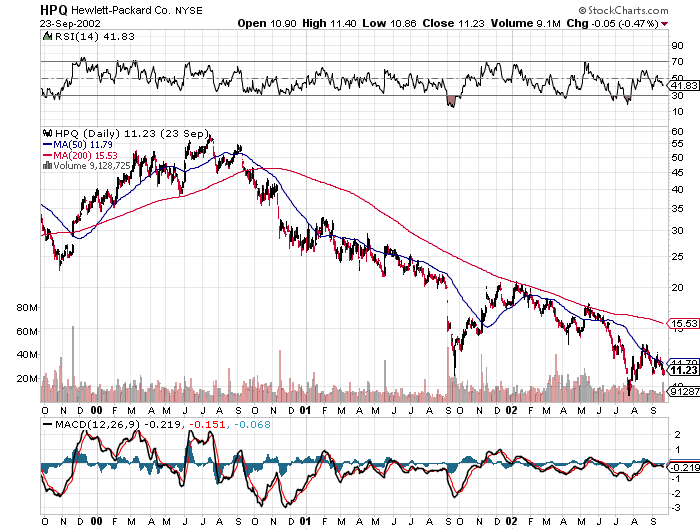 HPQ Hewlett-Packard Co. NYSE © StockCharts.com
23-Sep-2002 Open 10.90 High 11.40 Low 10.86 Close 11.23 Volume 9.1M Chg -0.05 (-0.47%)
RSI(14) 41.83
90
70
50
41.83
30
10
HPQ (Daily) 11.23 (23 Sep)
MA(50) 11.79
MA(200) 15.53
Volume 9,128,725
60
55
50
45
40
35
30
25
20
15.53
11.79
11.23
91287
80M
60M
40M
20M
O N D 00 F M A M J J A S O N D 01 F M A M J J A S O N D 02 F M A M J J A S
MACD(12,26,9) -0.219, -0.151, -0.068
2
1
-0.219
-1
-2
-3
O N D 00 F M A M J J A S O N D 01 F M A M J J A S O N D 02 F M A M J J A S